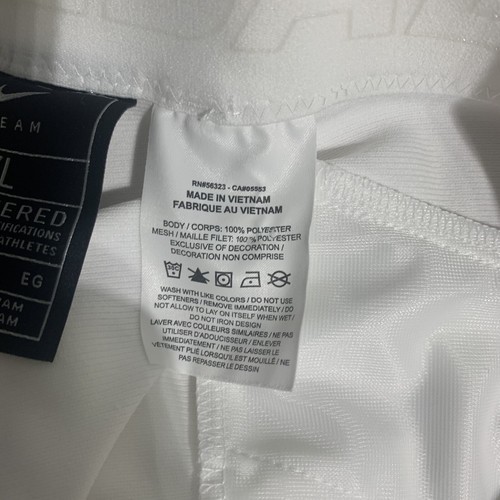 EAM
L
ERED
IFICATIONS
ATHLETES
EG
AM
AM
RN#56323 - CA#05553
MADE IN VIETNAM
FABRIQUE AU VIETNAM
BODY / CORPS: 100% POLYESTER
MESH / MAILLE FILET: 100% POLYESTER
EXCLUSIVE OF DECORATION /
DECORATION NON COMPRISE
WASH WITH LIKE COLORS / DO NOT USE
SOFTENERS / REMOVE IMMEDIATELY / DO
NOT ALLOW TO LAY ON ITSELF WHEN WET /
DO NOT IRON DESIGN
LAVER AVEC COULEURS SIMILAIRES / NE PAS
UTILISER D'ADOUCISSEUR / ENLEVER
IMMEDIATEMENT / NE PAS LAISSER LE
VÊTEMENT PLIÉ LORSQU'IL EST MOUILLÉ / NE
PAS REPASSER LE DESSIN